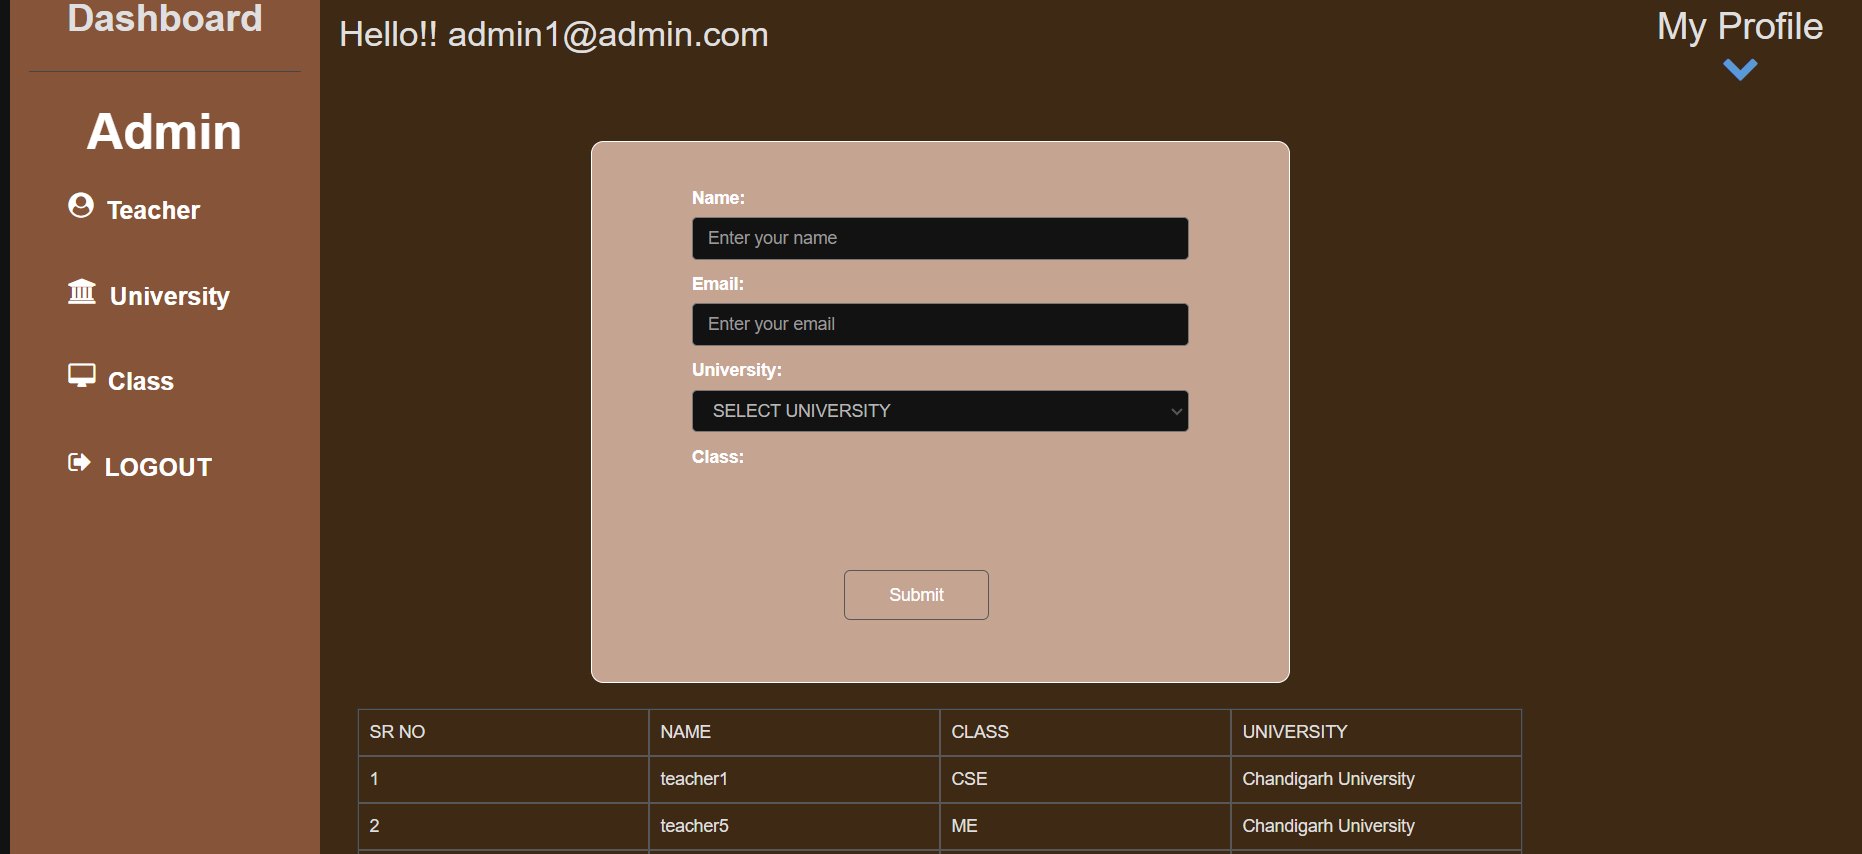 Dashboard
Admin
Teacher
University
Class
LOGOUT
Hello!! admin1@admin.com
My Profile
Name:
Enter your name
Email:
Enter your email
University:
SELECT UNIVERSITY
Class:
Submit
SR NO NAME CLASS UNIVERSITY
1 teacher1 CSE Chandigarh University
2 teacher5 ME Chandigarh University